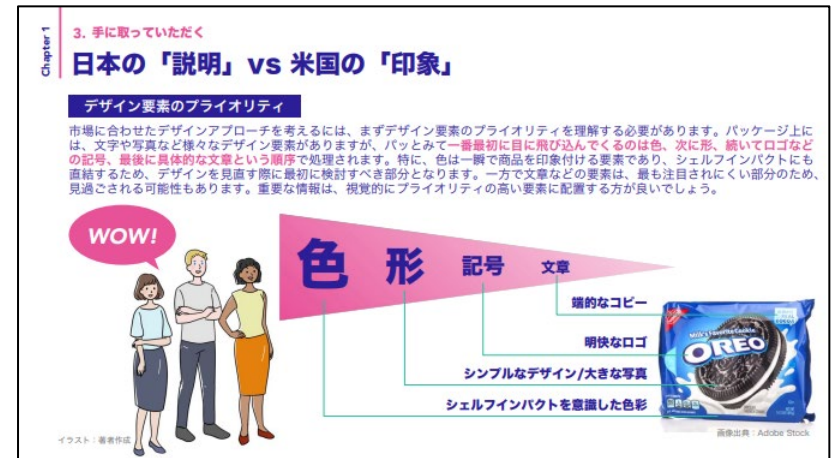 Chapter 1
3. 手に取っていただく
日本の「説明」vs 米国の「印象」
デザイン要素のプライオリティ
市場に合わせたデザインアプローチを考えるには、まずデザイン要素のプライオリティを理解する必要があります。パッケージ上に
は、文字や写真など様々なデザイン要素がありますが、パッとみて一番最初に目に飛び込んでくるのは色、次に形、続いてロゴなど
の記号、最後に具体的な文章という順序で処理されます。特に、色は一瞬で商品を印象付ける要素であり、シェルフインパクトにも
直結するため、デザインを見直す際に最初に検討すべき部分となります。一方で文章などの要素は、最も注目されにくい部分のため、
見過ごされる可能性もあります。重要な情報は、視覚的にプライオリティの高い要素に配置する方が良いでしょう。
WOW!
色 形 記号 文章
端的なコピー
明快なロゴ
シンプルなデザイン/大きな写真
シェルフインパクトを意識した色彩
Milk's Favorite Cookie
OREO
イラスト：著者作成
画像出典：Adobe Stock